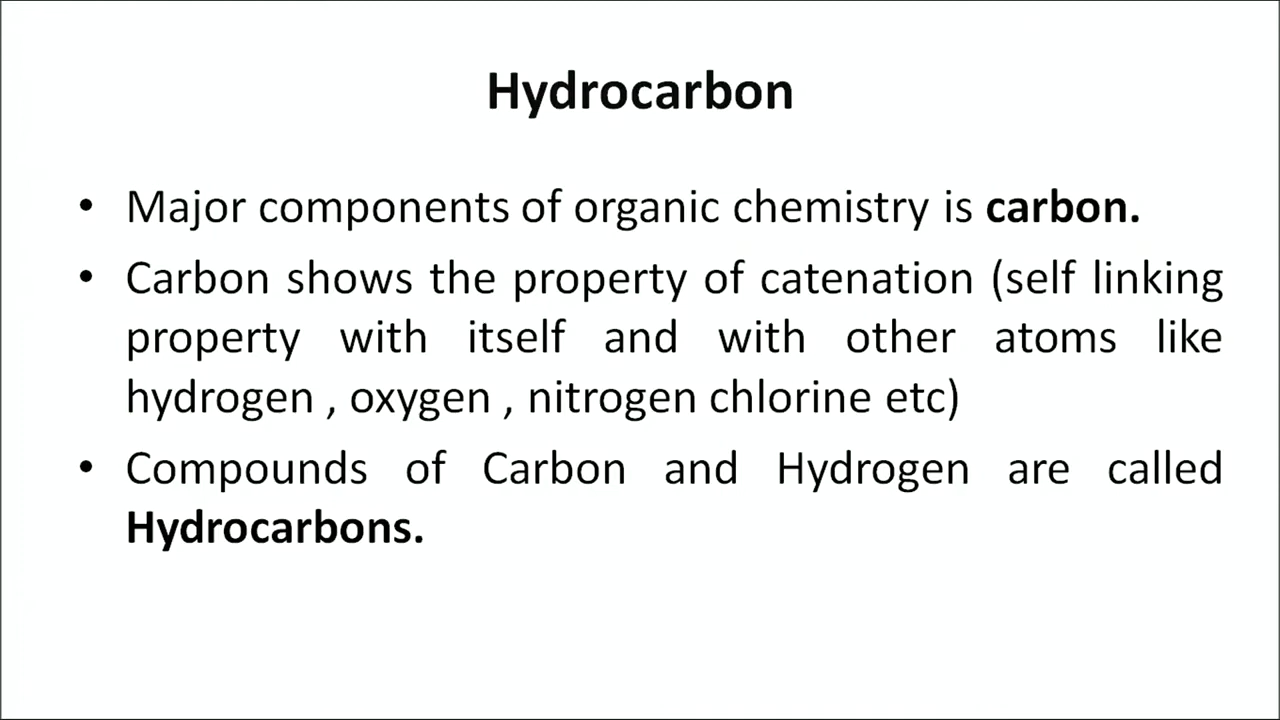 Hydrocarbon
• Major components of organic chemistry is carbon.
• Carbon shows the property of catenation (self linking
property with itself and with other atoms like
hydrogen , oxygen , nitrogen chlorine etc)
• Compounds of Carbon and Hydrogen are called
Hydrocarbons.